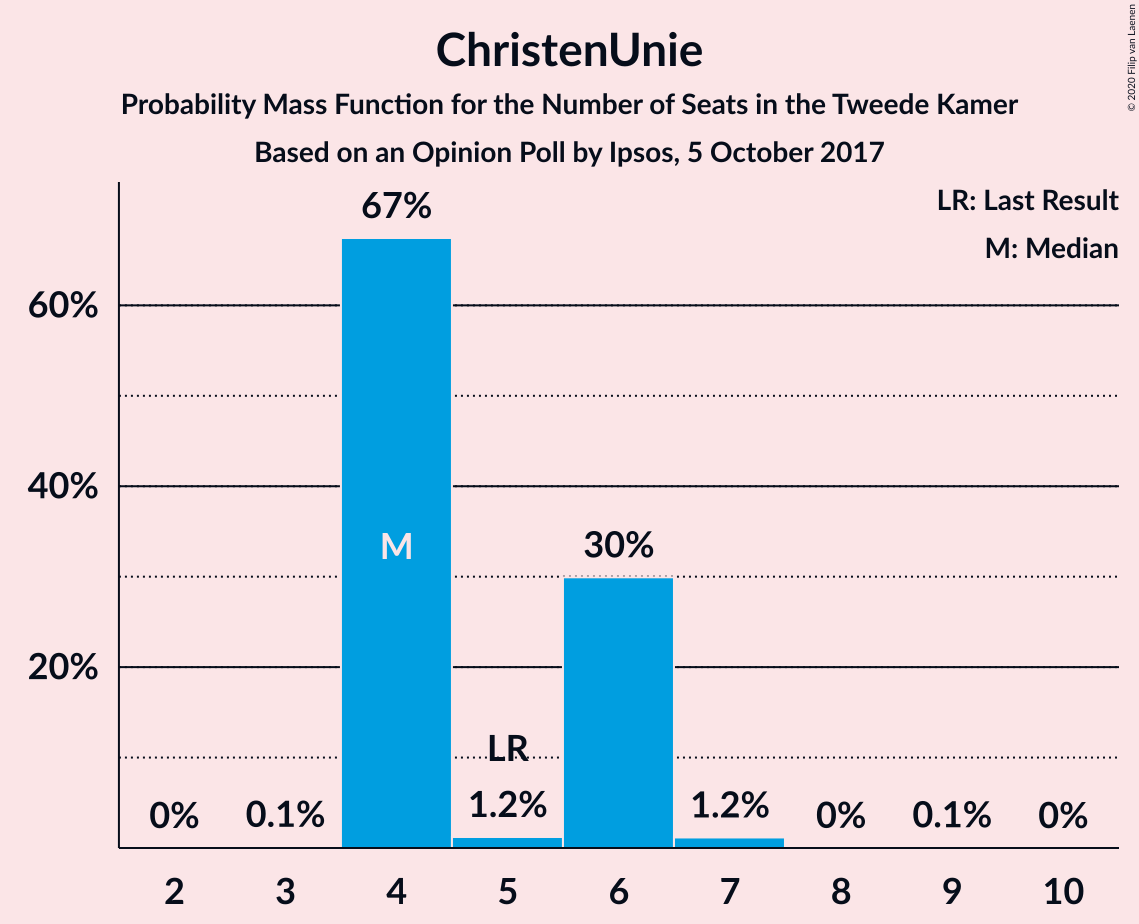 ChristenUnie
Probability Mass Function for the Number of Seats in the Tweede Kamer
Based on an Opinion Poll by Ipsos, 5 October 2017
© 2020 Filip van Laenen
LR: Last Result
M: Median
67%
60%
40%
M
30%
20%
LR
0%
0.1%
1.2%
1.2%
0%
0.1%
0%
2 3 4 5 6 7 8 9 10